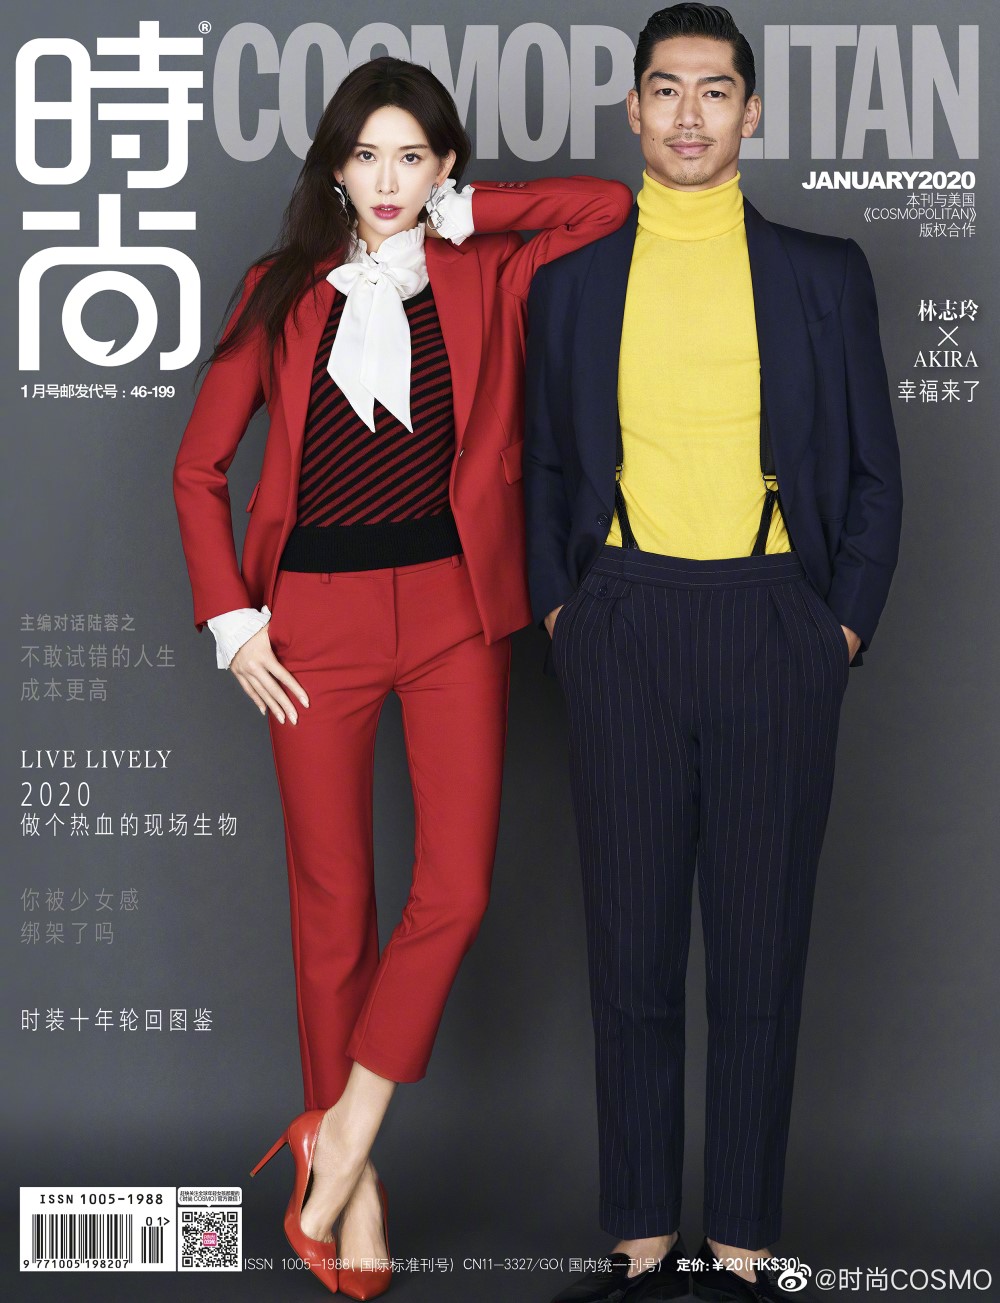 時尚®
COSMOPOLITAN
JANUARY2020
本刊与美国
《COSMOPOLITAN》
版权合作
1月号邮发代号：46-199
林志玲
×
AKIRA
幸福来了
主编对话陆蓉之
不敢试错的人生
成本更高
LIVE LIVELY
2020
做个热血的现场生物
你被少女感
绑架了吗
时装十年轮回图鉴
ISSN 1005-1988
01>
9 771005 198207
ISSN 1005-1988(国际标准刊号) CN11-3327/GO(国内统一刊号) 定价:¥20(HK$30)
@时尚COSMO